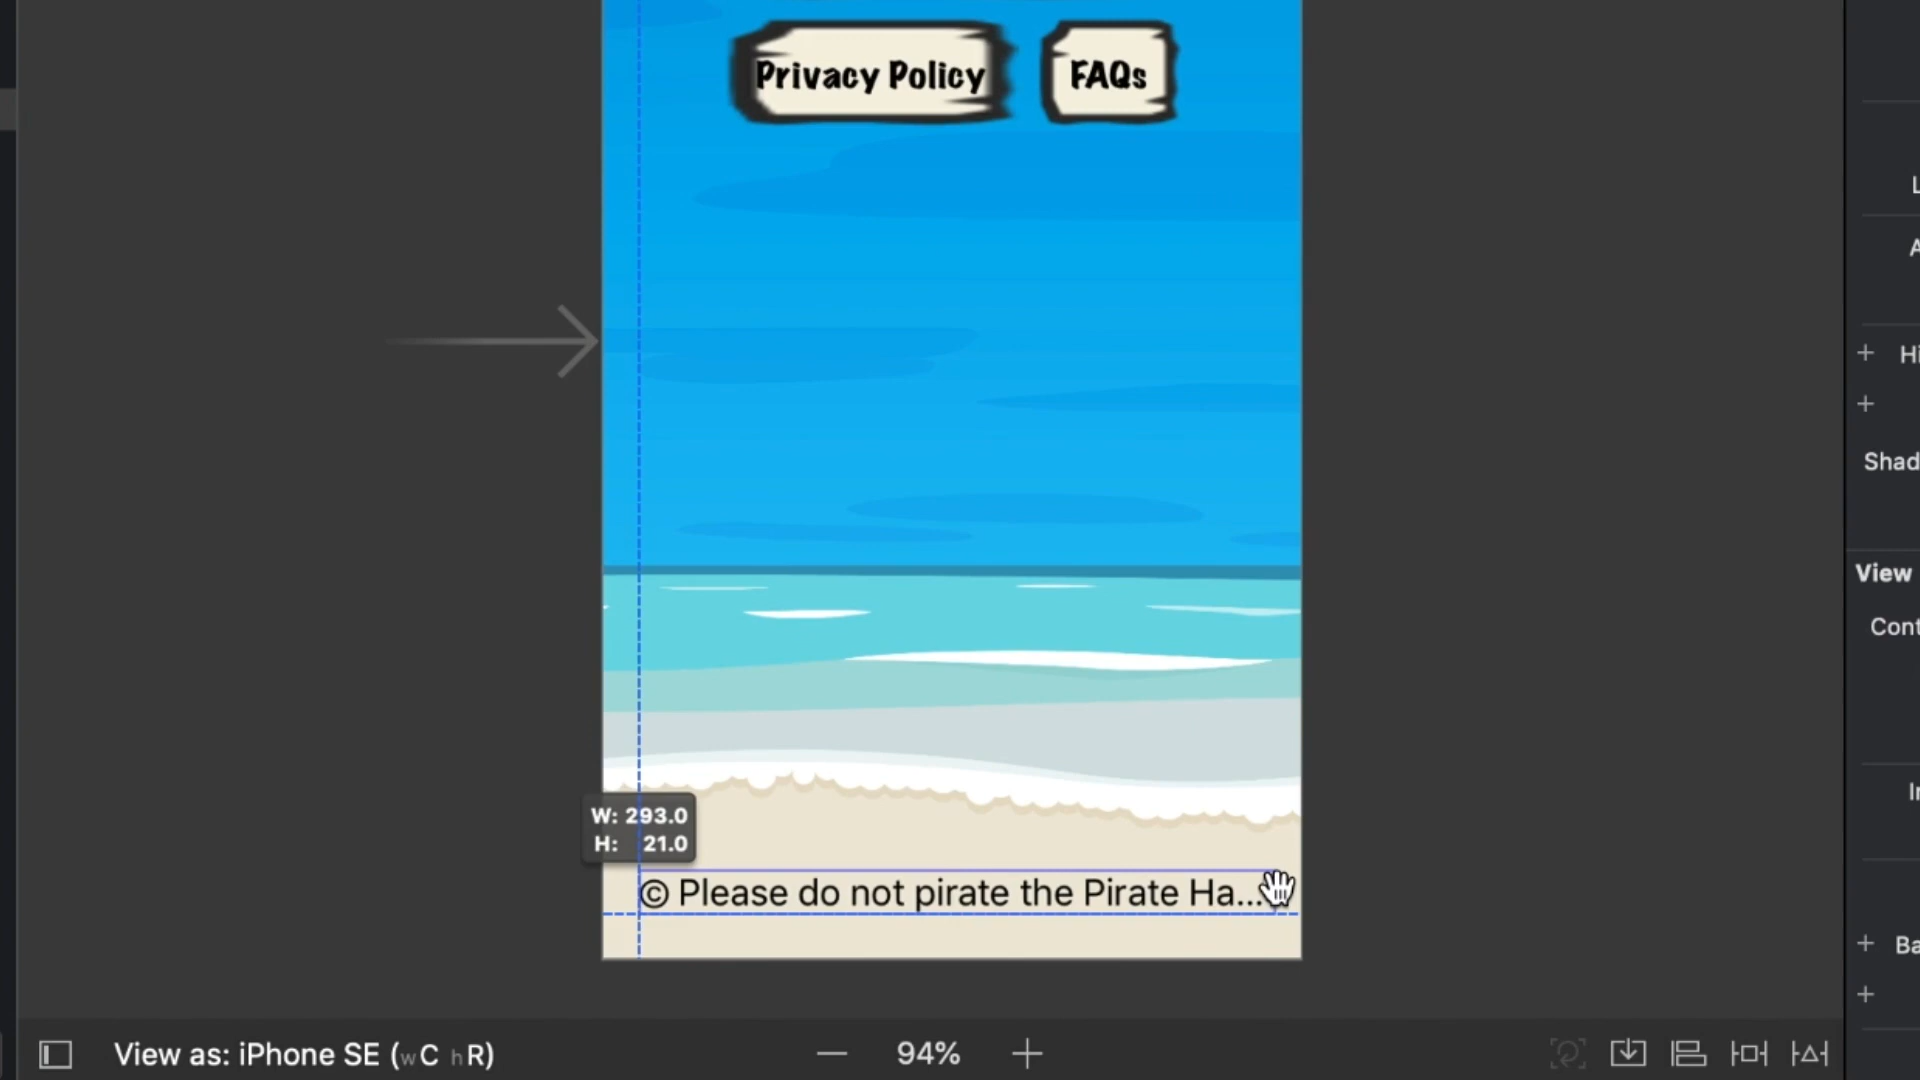 Privacy Policy
FAQs
L
A
+ Hi
+
Shad
View
Cont
W: 293.0
H: 21.0
In
© Please do not pirate the Pirate Ha...
+ Ba
+
View as: iPhone SE (wC hR)
— 94% +